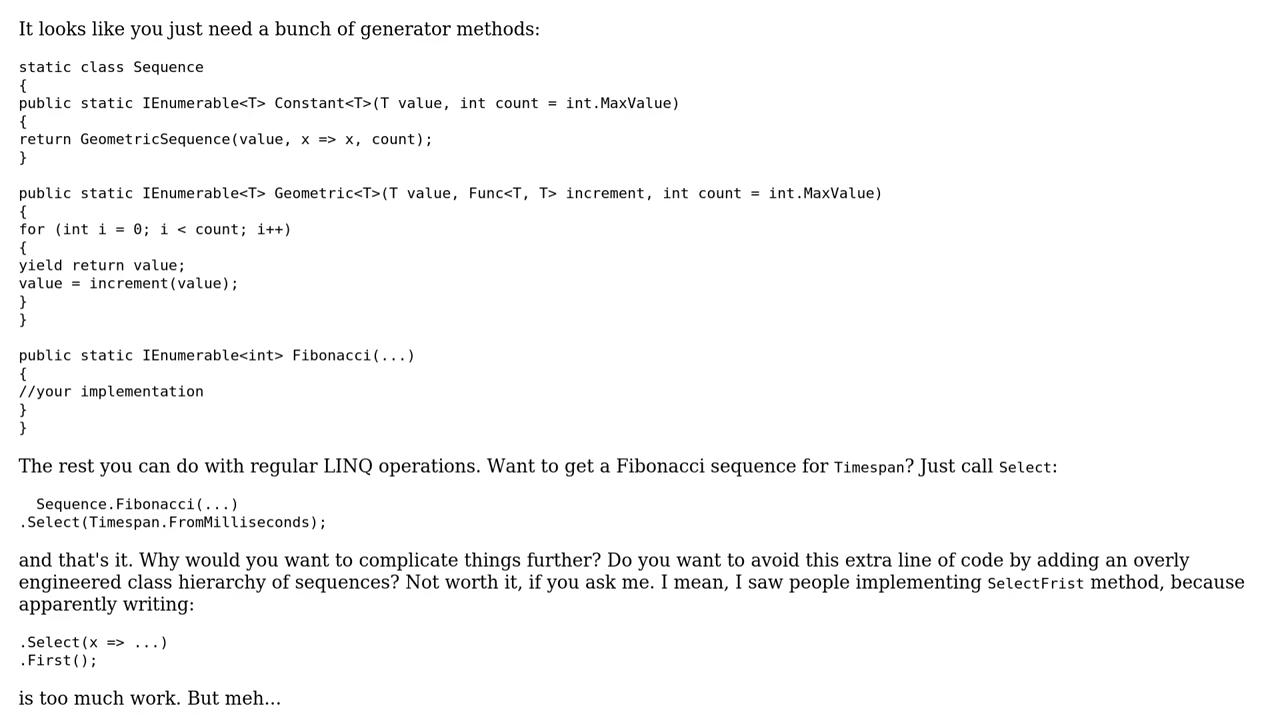 It looks like you just need a bunch of generator methods:
static class Sequence
{
public static IEnumerable<T> Constant<T>(T value, int count = int.MaxValue)
{
return GeometricSequence(value, x => x, count);
}
public static IEnumerable<T> Geometric<T>(T value, Func<T, T> increment, int count = int.MaxValue)
{
for (int i = 0; i < count; i++)
{
yield return value;
value = increment(value);
}
}
public static IEnumerable<int> Fibonacci(...)
{
//your implementation
}
}
The rest you can do with regular LINQ operations. Want to get a Fibonacci sequence for Timespan? Just call Select:
Sequence.Fibonacci(...)
.Select(Timespan.FromMilliseconds);
and that's it. Why would you want to complicate things further? Do you want to avoid this extra line of code by adding an overly
engineered class hierarchy of sequences? Not worth it, if you ask me. I mean, I saw people implementing SelectFrist method, because
apparently writing:
.Select(x => ...)
.First();
is too much work. But meh...